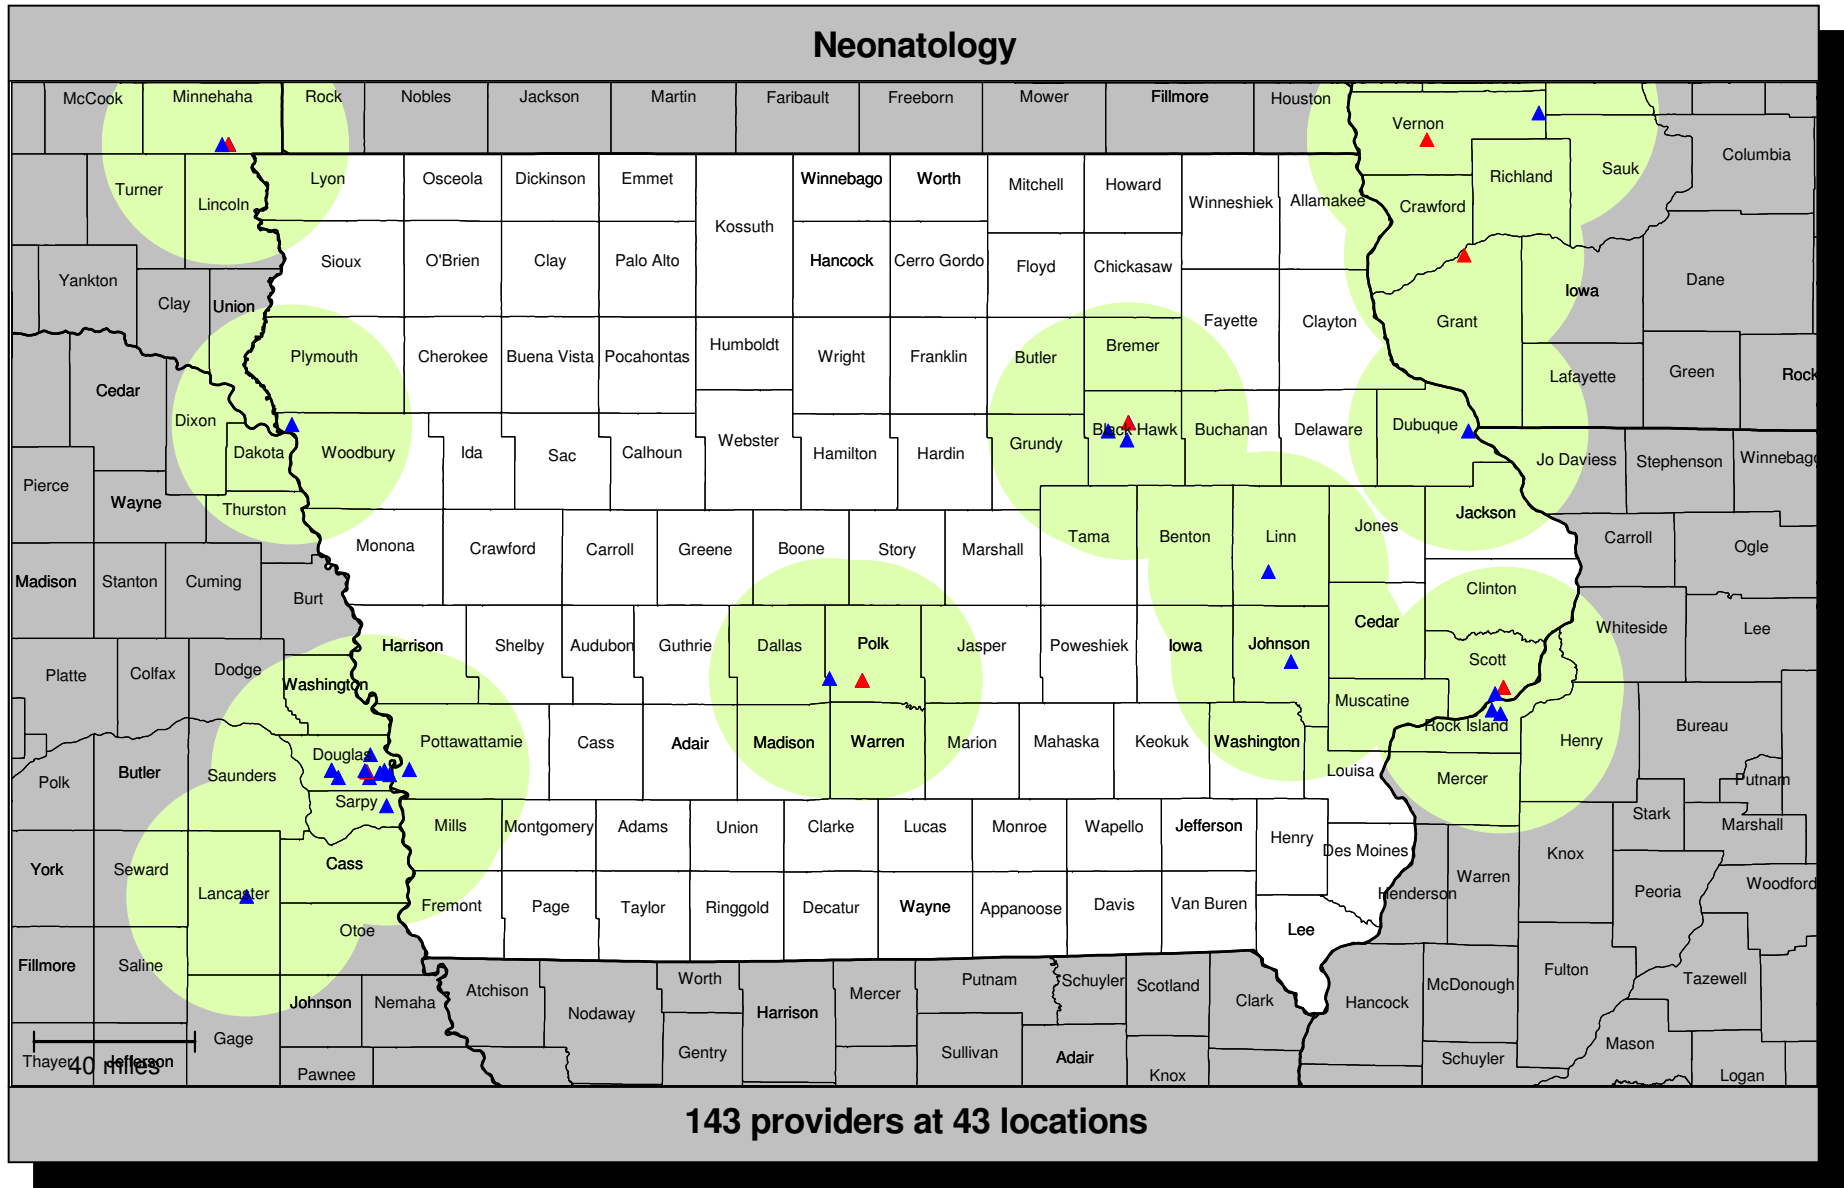 Neonatology
McCook Minnehaha Rock Nobles Jackson Martin Faribault Freeborn Mower Fillmore Houston
Vernon
Columbia
Turner Lincoln Lyon Osceola Dickinson Emmet Winnebago Worth Mitchell Howard Winneshiek Allamakee Crawford Richland Sauk
Kossuth
Yankton Clay Union Sioux O'Brien Clay Palo Alto Hancock Cerro Gordo Floyd Chickasaw Iowa Dane
Fayette Clayton Grant
Cedar Dixon Plymouth Cherokee Buena Vista Pocahontas Humboldt Wright Franklin Butler Bremer Lafayette Green Rock
Pierce Dakota Woodbury Ida Sac Calhoun Webster Hamilton Hardin Grundy Black Hawk Buchanan Delaware Dubuque Jo Daviess Stephenson Winnebago
Wayne Thurston Jackson
Madison Stanton Cuming Monona Crawford Carroll Greene Boone Story Marshall Tama Benton Linn Jones Carroll Ogle
Burt Clinton
Platte Colfax Dodge Washington Harrison Shelby Audubon Guthrie Dallas Polk Jasper Poweshiek Iowa Johnson Cedar Scott Whiteside Lee
Muscatine
Rock Island Bureau
Polk Butler Saunders Douglas Pottawattamie Cass Adair Madison Warren Marion Mahaska Keokuk Washington Louisa Mercer Henry Putnam
Sarpy
York Seward Cass Mills Montgomery Adams Union Clarke Lucas Monroe Wapello Jefferson Henry Des Moines Knox Stark Marshall
Lancaster Fremont Page Taylor Ringgold Decatur Wayne Appanoose Davis Van Buren Henderson Warren Peoria Woodford
Otoe Lee
Fillmore Saline Johnson Nemaha Atchison Nodaway Worth Harrison Mercer Putnam Schuyler Scotland Clark Hancock McDonough Fulton Tazewell
Thayer Jefferson Gage Pawnee Gentry Sullivan Adair Knox Schuyler Mason Logan
40 miles
143 providers at 43 locations